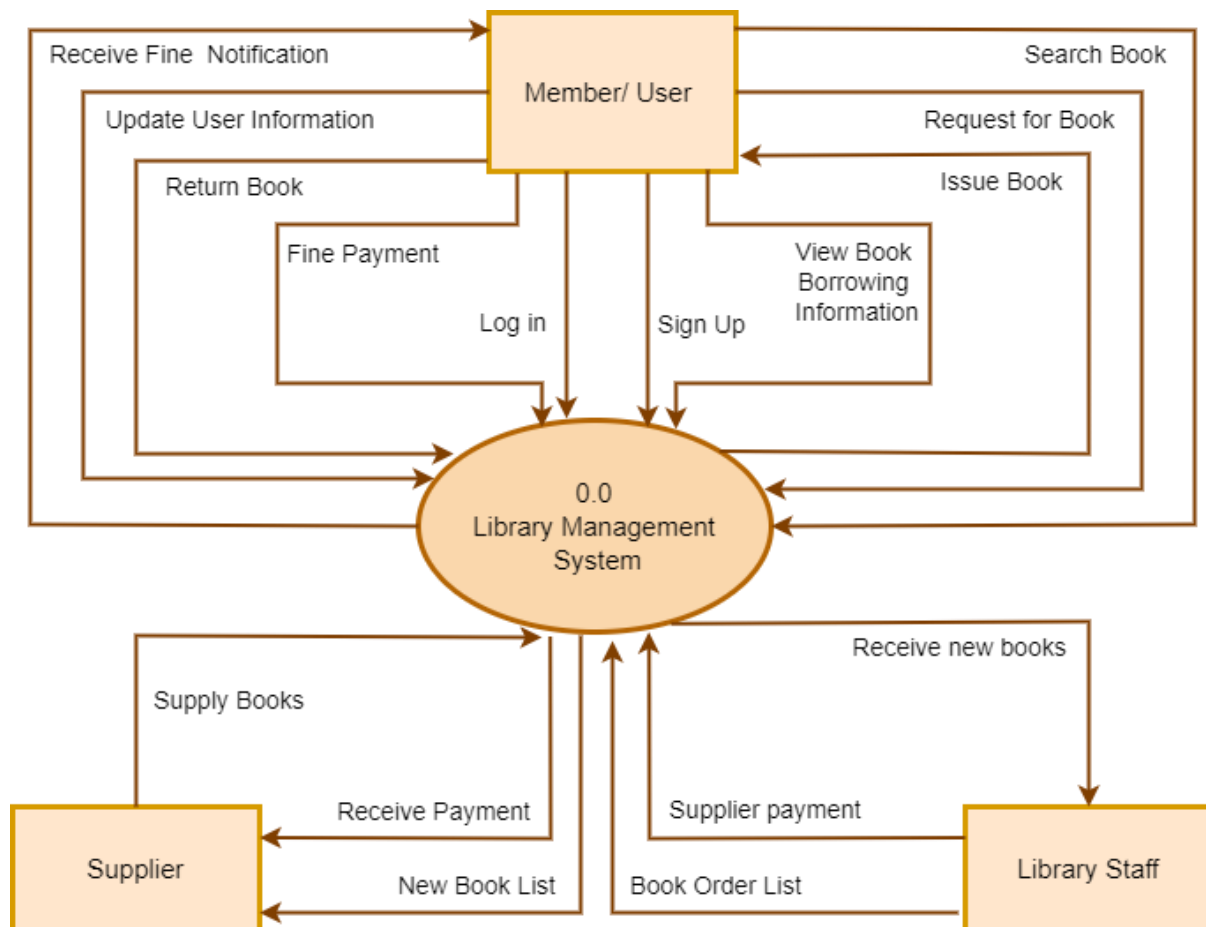 Receive Fine  Notification
Search Book
Member/ User
Update User Information
Request for Book
Return Book
Issue Book
Fine Payment
View Book
Borrowing
Information
Log in
Sign Up
0.0
Library Management
System
Receive new books
Supply Books
Receive Payment
Supplier payment
Supplier
Library Staff
New Book List
Book Order List